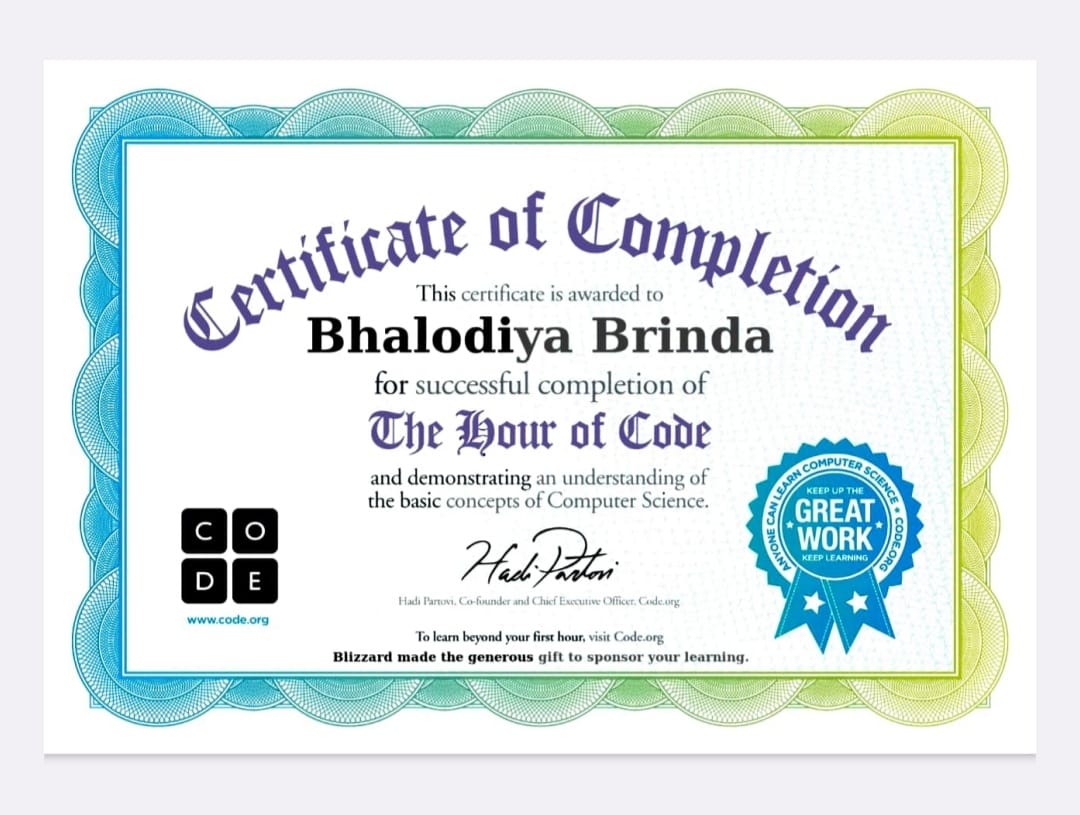 Certificate of Completion
This certificate is awarded to
Bhalodiya Brinda
for successful completion of
The Hour of Code
and demonstrating an understanding of
the basic concepts of Computer Science.
C O
D E
www.code.org
Hadi Partovi
Hadi Partovi, Co-founder and Chief Executive Officer, Code.org
To learn beyond your first hour, visit Code.org
Blizzard made the generous gift to sponsor your learning.
ANYONE CAN LEARN COMPUTER SCIENCE • CODE.ORG
KEEP UP THE
GREAT
WORK
KEEP LEARNING